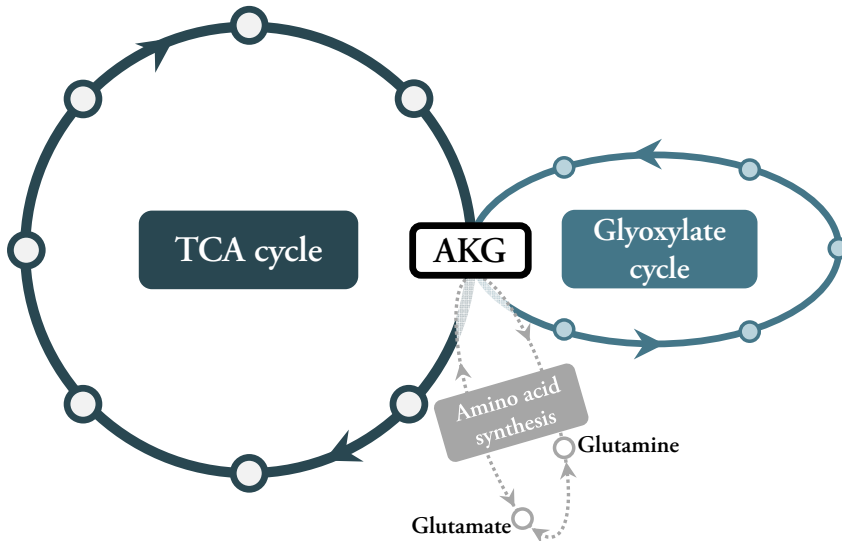 TCA cycle
AKG
Glyoxylate
cycle
Amino acid
synthesis
Glutamine
Glutamate